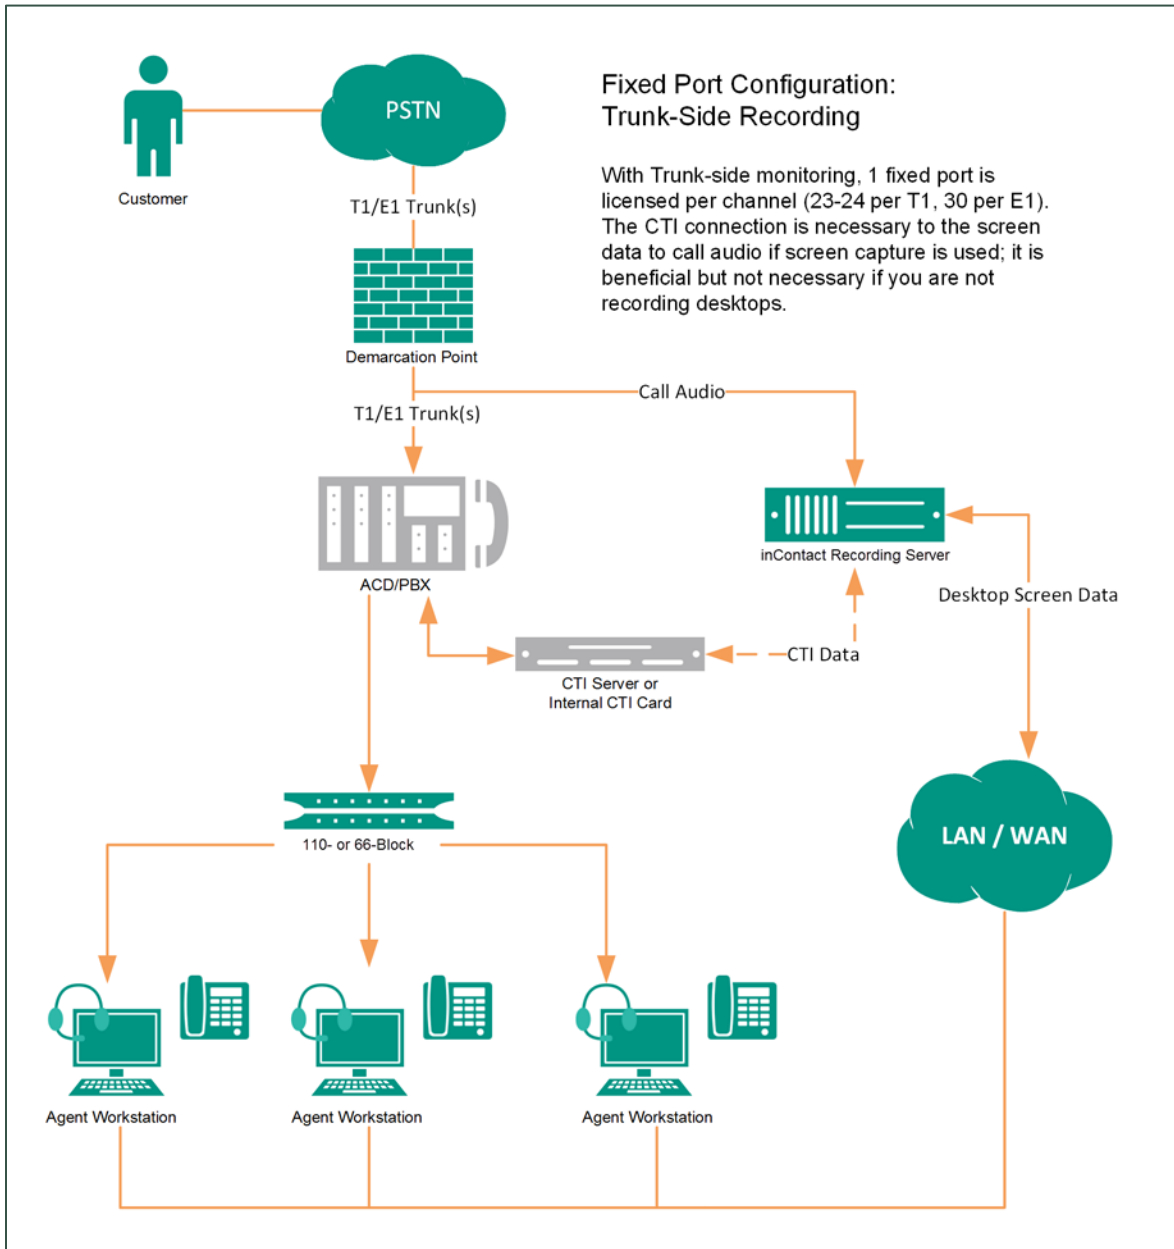 PSTN
Fixed Port Configuration:
Trunk-Side Recording
Customer
With Trunk-side monitoring, 1 fixed port is
licensed per channel (23-24 per T1, 30 per E1).
The CTI connection is necessary to the screen
data to call audio if screen capture is used; it is
beneficial but not necessary if you are not
recording desktops.
T1/E1 Trunk(s)
Demarcation Point
Call Audio
T1/E1 Trunk(s)
inContact Recording Server
ACD/PBX
Desktop Screen Data
CTI Data
CTI Server or
Internal CTI Card
LAN / WAN
110- or 66-Block
Agent Workstation
Agent Workstation
Agent Workstation